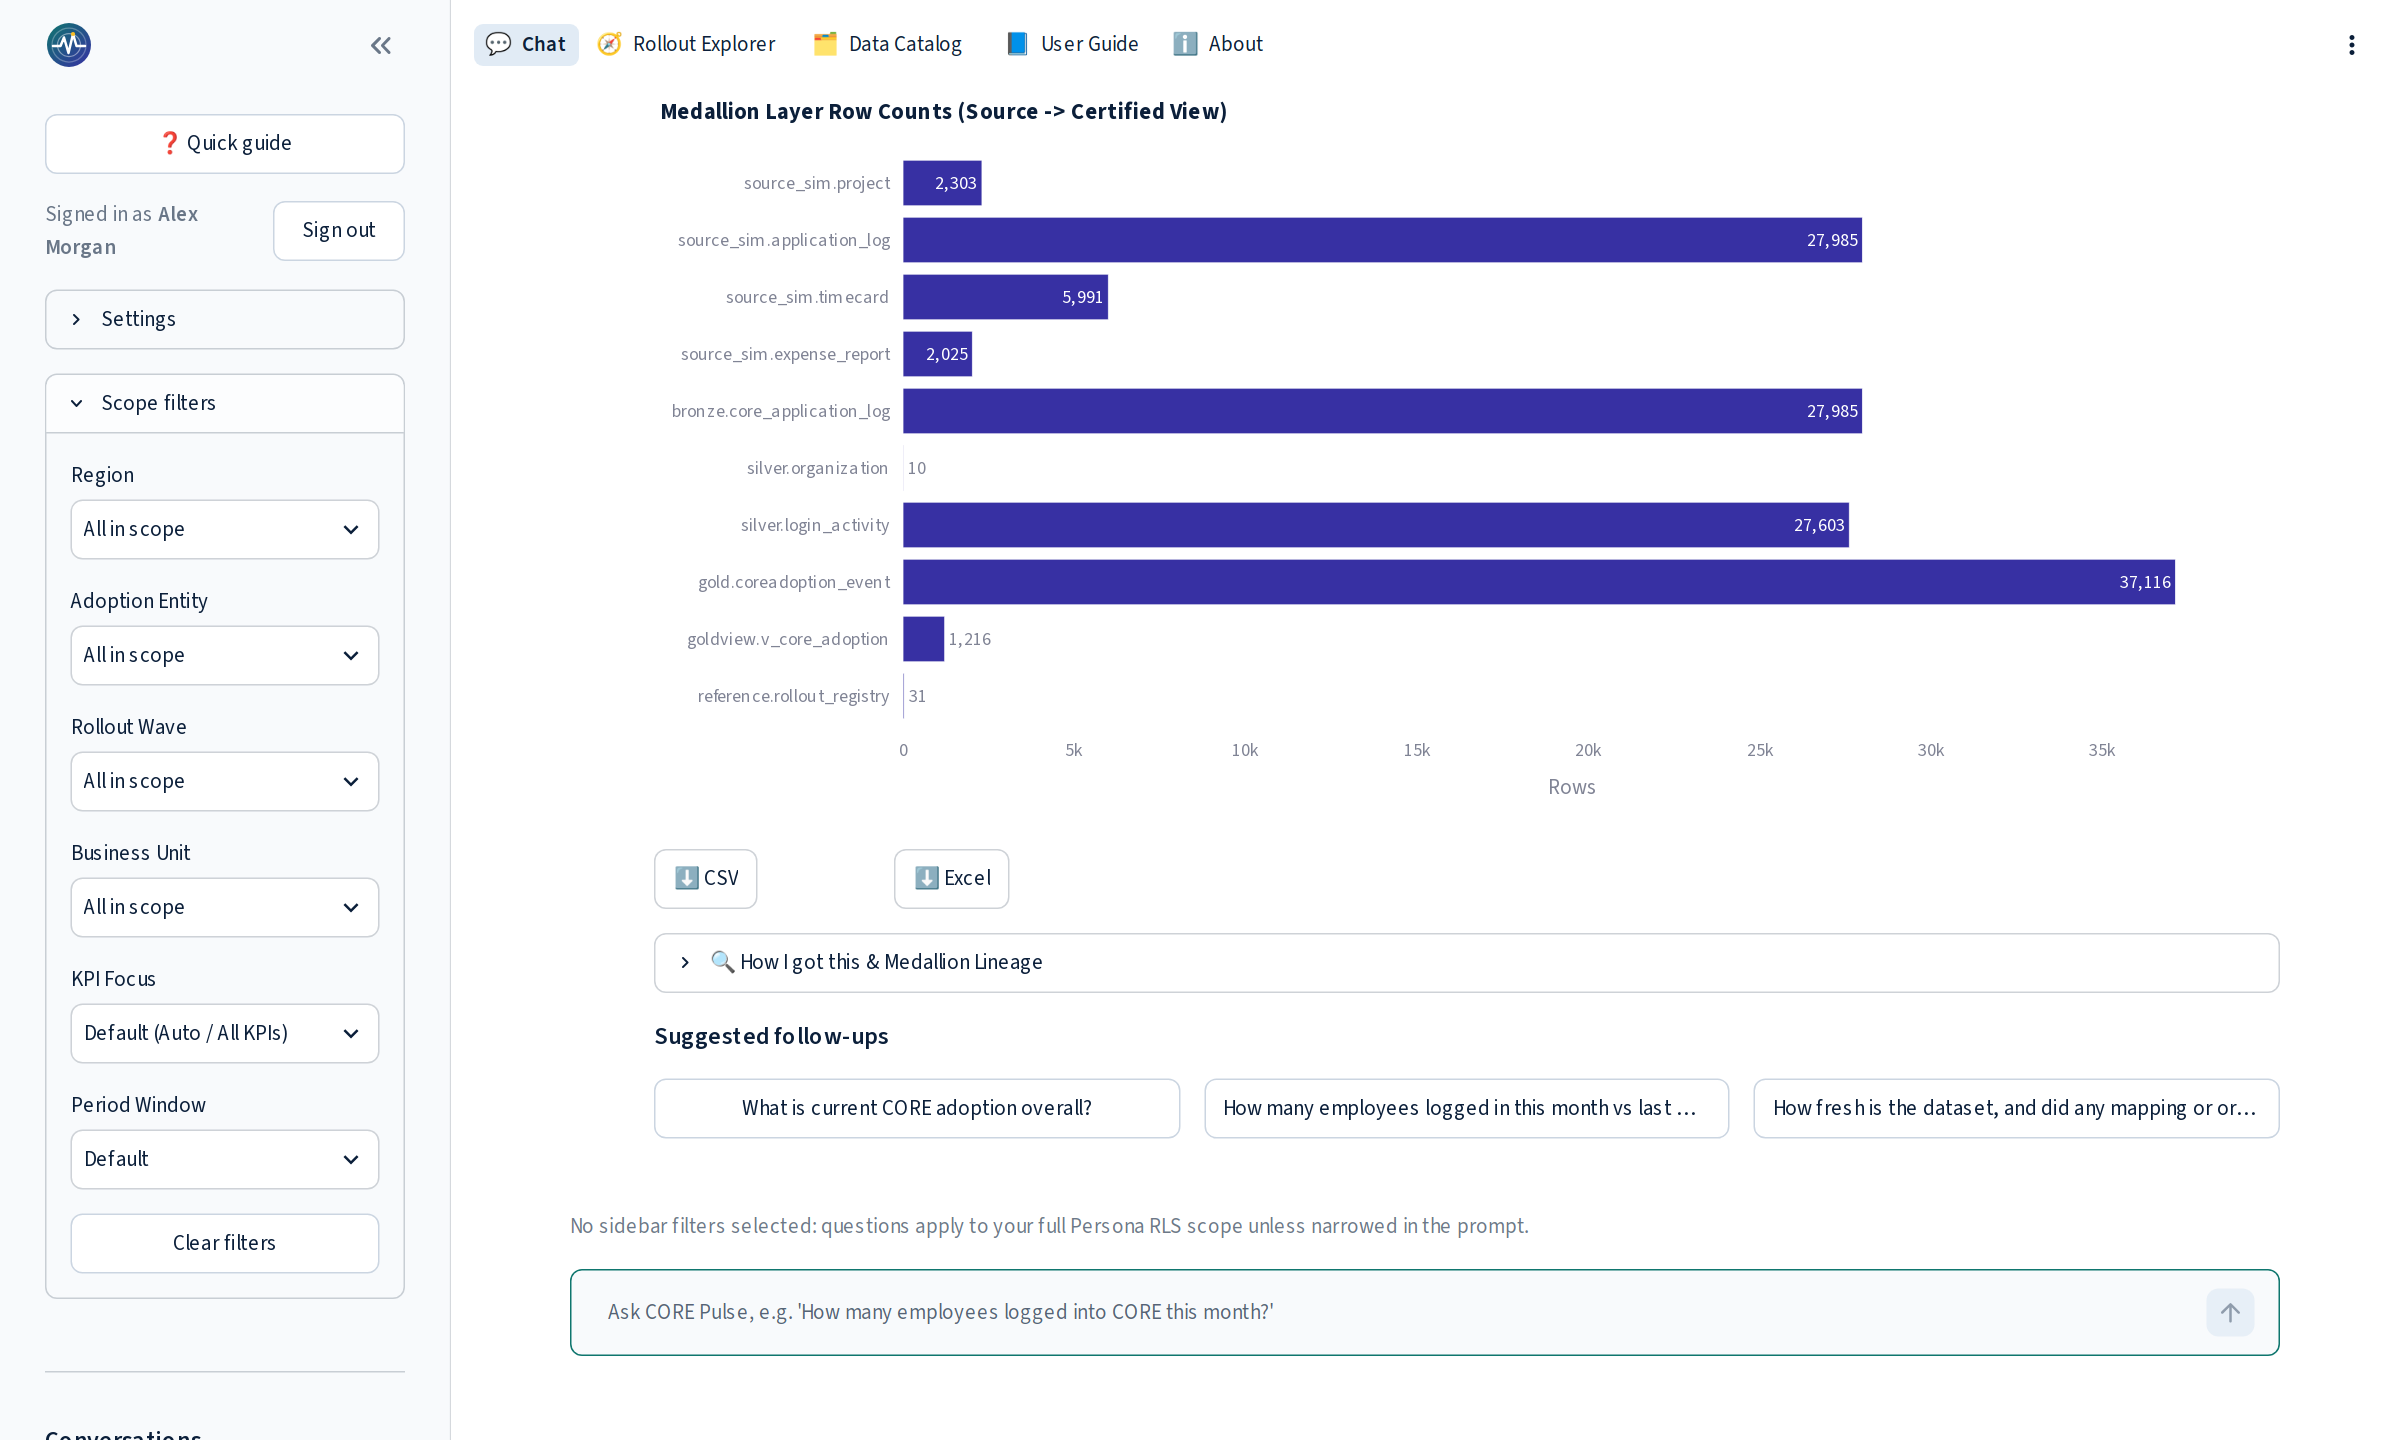 💬 Chat
🧭 Rollout Explorer
🗂️ Data Catalog
📘 User Guide
ℹ️ About
❓ Quick guide
Signed in as Alex
Morgan
Sign out
Settings
Scope filters
Region
All in scope
Adoption Entity
All in scope
Rollout Wave
All in scope
Business Unit
All in scope
KPI Focus
Default (Auto / All KPIs)
Period Window
Default
Clear filters
Conversations
Medallion Layer Row Counts (Source -> Certified View)
source_sim.project 2,303
source_sim.application_log 27,985
source_sim.timecard 5,991
source_sim.expense_report 2,025
bronze.core_application_log 27,985
silver.organization 10
silver.login_activity 27,603
gold.coreadoption_event 37,116
goldview.v_core_adoption 1,216
reference.rollout_registry 31
0 5k 10k 15k 20k 25k 30k 35k
Rows
⬇️ CSV
⬇️ Excel
🔍 How I got this & Medallion Lineage
Suggested follow-ups
What is current CORE adoption overall?
How many employees logged in this month vs last ...
How fresh is the dataset, and did any mapping or or...
No sidebar filters selected: questions apply to your full Persona RLS scope unless narrowed in the prompt.
Ask CORE Pulse, e.g. 'How many employees logged into CORE this month?'